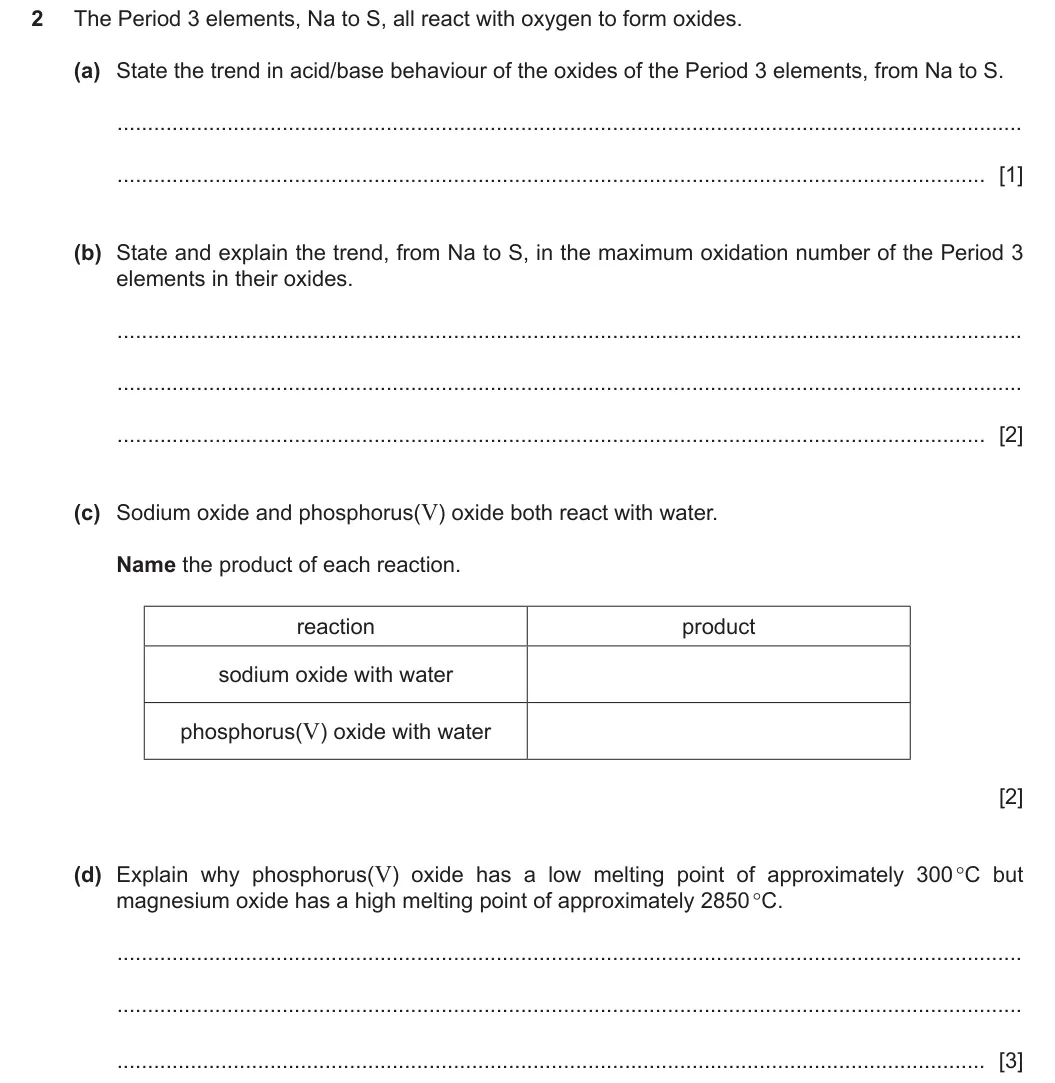 2 The Period 3 elements, Na to S, all react with oxygen to form oxides.
(a) State the trend in acid/base behaviour of the oxides of the Period 3 elements, from Na to S.
..........................................................................................................................................................
.................................................................................................................................................... [1]
(b) State and explain the trend, from Na to S, in the maximum oxidation number of the Period 3
elements in their oxides.
..........................................................................................................................................................
..........................................................................................................................................................
.................................................................................................................................................... [2]
(c) Sodium oxide and phosphorus(V) oxide both react with water.
Name the product of each reaction.
reaction product
sodium oxide with water
phosphorus(V) oxide with water
[2]
(d) Explain why phosphorus(V) oxide has a low melting point of approximately 300 °C but
magnesium oxide has a high melting point of approximately 2850 °C.
..........................................................................................................................................................
..........................................................................................................................................................
.................................................................................................................................................... [3]